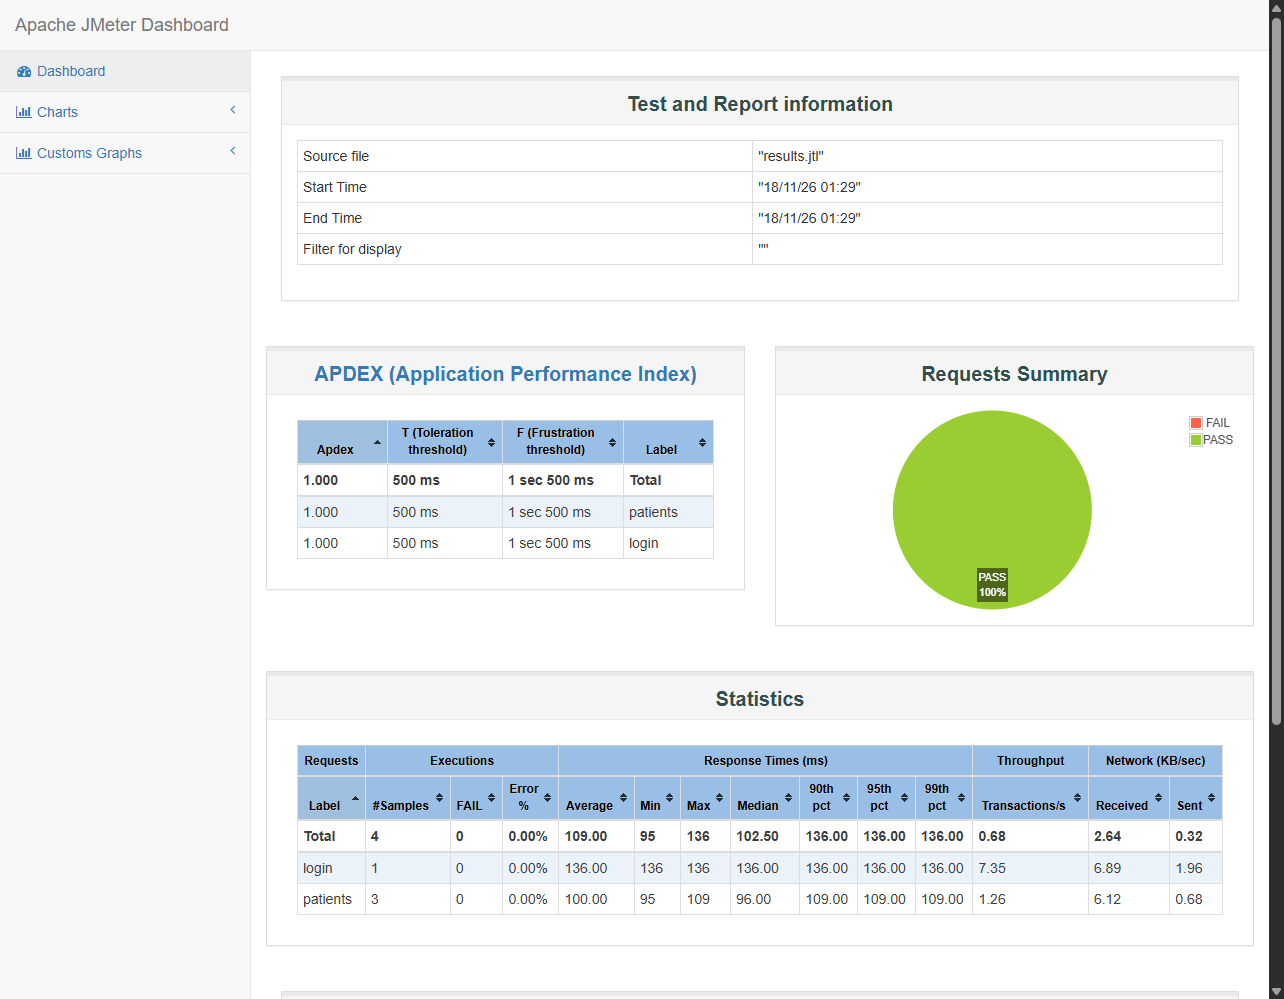 Apache JMeter Dashboard
Dashboard
Charts
Customs Graphs
Test and Report information
Source file "results.jtl"
Start Time "18/11/26 01:29"
End Time "18/11/26 01:29"
Filter for display ""
APDEX (Application Performance Index)
Apdex T (Toleration threshold) F (Frustration threshold) Label
1.000 500 ms 1 sec 500 ms Total
1.000 500 ms 1 sec 500 ms patients
1.000 500 ms 1 sec 500 ms login
Requests Summary
FAIL
PASS
PASS
100%
Statistics
Requests Executions Response Times (ms) Throughput Network (KB/sec)
Label #Samples FAIL Error % Average Min Max Median 90th pct 95th pct 99th pct Transactions/s Received Sent
Total 4 0 0.00% 109.00 95 136 102.50 136.00 136.00 136.00 0.68 2.64 0.32
login 1 0 0.00% 136.00 136 136 136.00 136.00 136.00 136.00 7.35 6.89 1.96
patients 3 0 0.00% 100.00 95 109 96.00 109.00 109.00 109.00 1.26 6.12 0.68